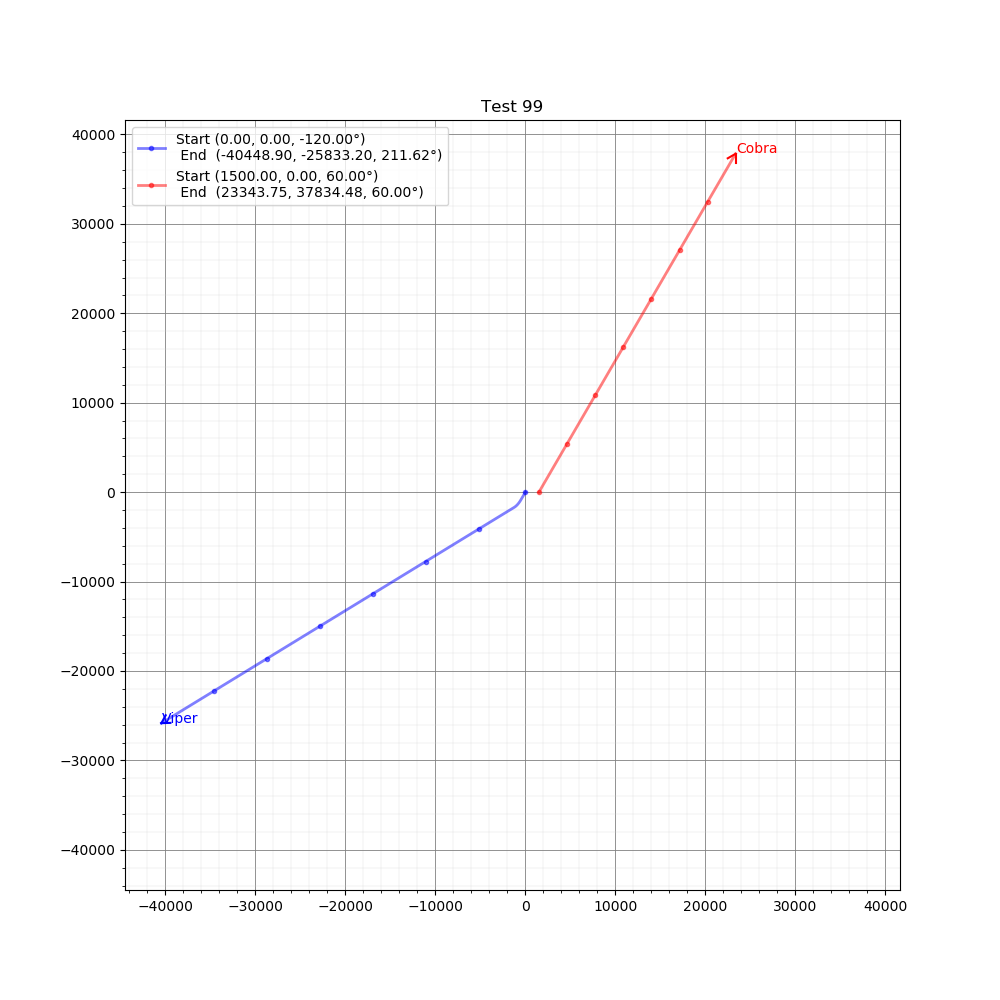 Test 99
Start (0.00, 0.00, -120.00°)
End (-40448.90, -25833.20, 211.62°)
Start (1500.00, 0.00, 60.00°)
End (23343.75, 37834.48, 60.00°)
Cobra
Viper
40000
30000
20000
10000
0
−10000
−20000
−30000
−40000
−40000 −30000 −20000 −10000 0 10000 20000 30000 40000